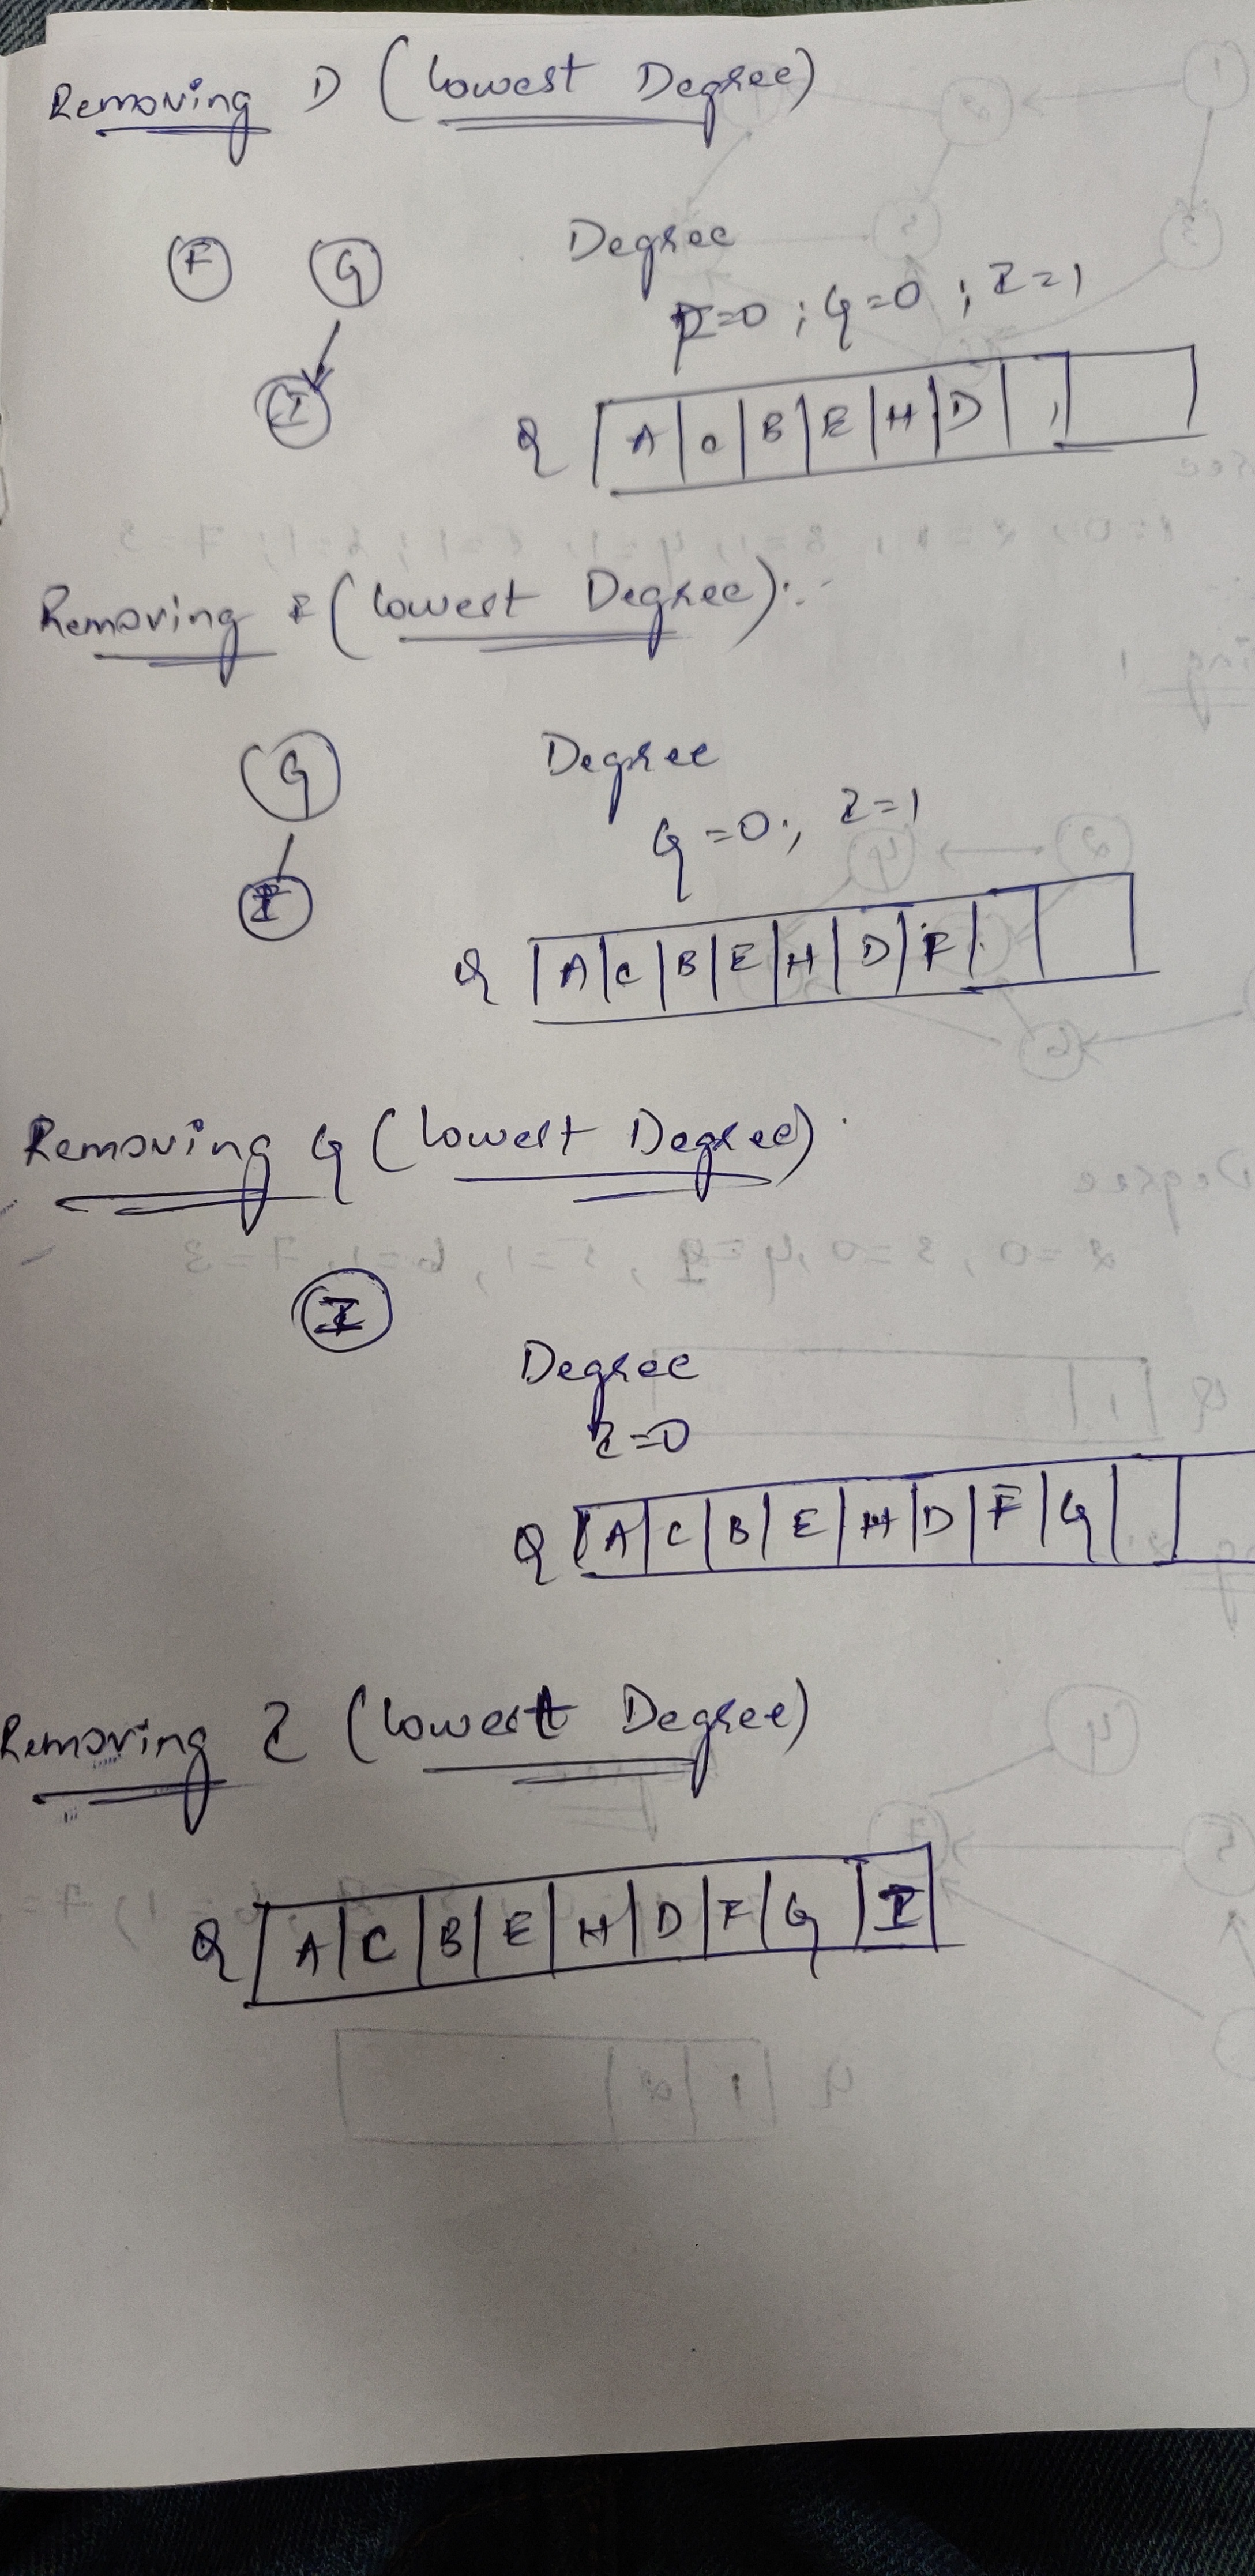 Removing D (Lowest Degree)
F G
I
Degree
F=0 ; G=0 ; I=1
Q A C B E H D
Removing F (Lowest Degree):-
G
I
Degree
G=0 ; I=1
Q A C B E H D F
Removing G (Lowest Degree)
I
Degree
I=0
Q A C B E H D F G
Removing I (Lowest Degree)
Q A C B E H D F G I